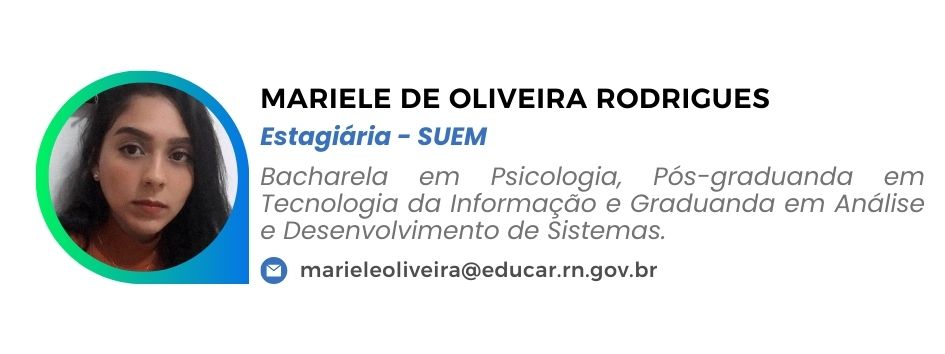 MARIELE DE OLIVEIRA RODRIGUES
Estagiária - SUEM
Bacharela em Psicologia, Pós-graduanda em
Tecnologia da Informação e Graduanda em Análise
e Desenvolvimento de Sistemas.
marieleoliveira@educar.rn.gov.br